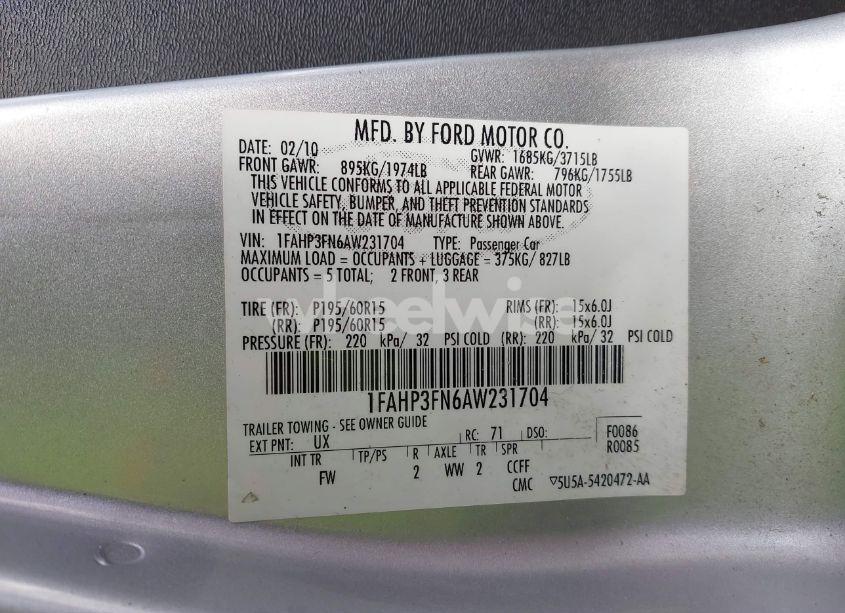 MFD. BY FORD MOTOR CO.
DATE: 02/10 GVWR: 1685KG/3715LB
FRONT GAWR: 895KG/1974LB REAR GAWR: 796KG/1755LB
THIS VEHICLE CONFORMS TO ALL APPLICABLE FEDERAL MOTOR
VEHICLE SAFETY, BUMPER, AND THEFT PREVENTION STANDARDS
IN EFFECT ON THE DATE OF MANUFACTURE SHOWN ABOVE.
VIN: 1FAHP3FN6AW231704 TYPE: Passenger Car
MAXIMUM LOAD = OCCUPANTS + LUGGAGE = 375KG/ 827LB
OCCUPANTS = 5 TOTAL; 2 FRONT, 3 REAR
TIRE (FR): P195/60R15 RIMS (FR): 15x6.0J
(RR): P195/60R15 (RR): 15x6.0J
PRESSURE (FR): 220 kPa/ 32 PSI COLD (RR): 220 kPa/ 32 PSI COLD
wheelwise
1FAHP3FN6AW231704
TRAILER TOWING - SEE OWNER GUIDE
EXT PNT: UX RC: 71 DSO: F0086
R0085
INT TR TP/PS R AXLE TR SPR
FW 2 WW 2 CCFF
CMC ▽5U5A-5420472-AA